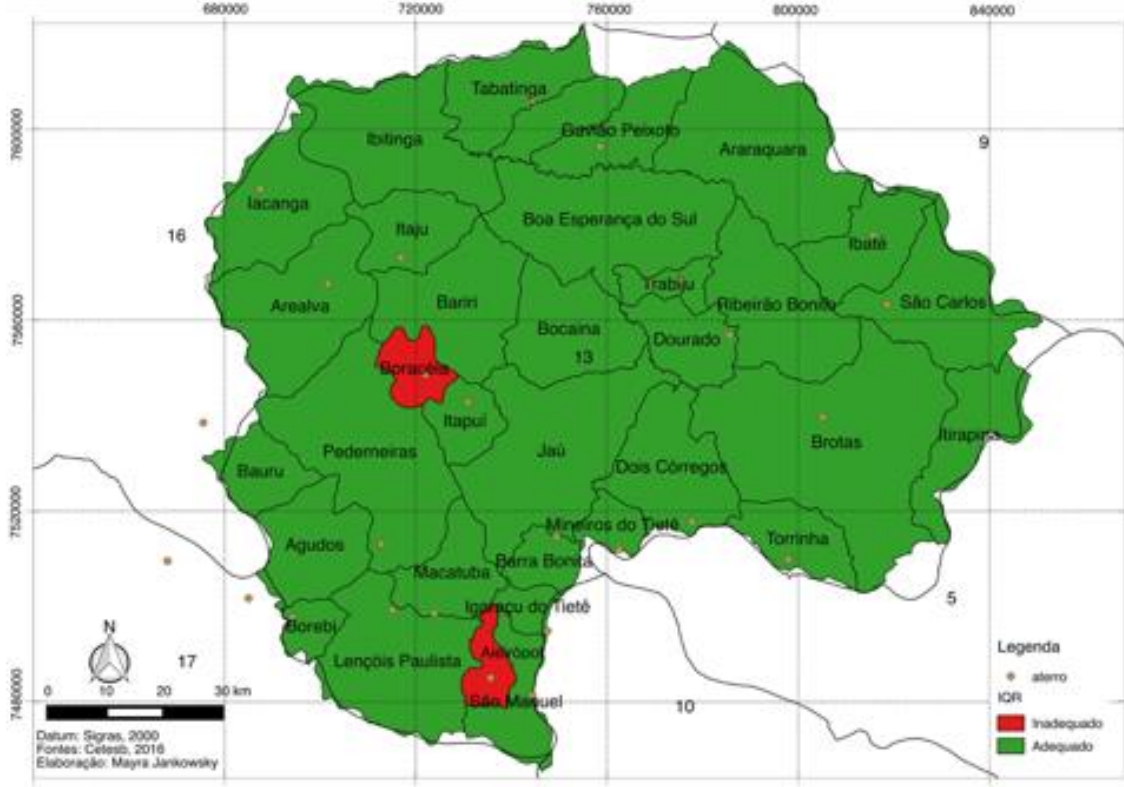 680000 720000 760000 800000 840000
7600000
7560000
7520000
7480000
Tabatinga
Gavião Peixoto
Ibitinga
Araraquara
9
Iacanga
Boa Esperança do Sul
16
Itaju
Ibaté
Trabiju
Arealva
Bariri
Ribeirão Bonito
São Carlos
Bocaina
Dourado
13
Boracéia
Itapuí
Brotas
Itirapina
Pederneiras
Jaú
Bauru
Dois Córregos
Mineiros do Tietê
Agudos
Torrinha
Barra Bonita
Macatuba
5
Igaraçu do Tietê
Borebi
N
17
Lençóis Paulista
São Manuel
10
0 10 20 30 km
Datum: Sigras, 2000
Fontes: Cetesb, 2016
Elaboração: Mayra Jankowsky
Legenda
aterro
IQR
Inadequado
Adequado